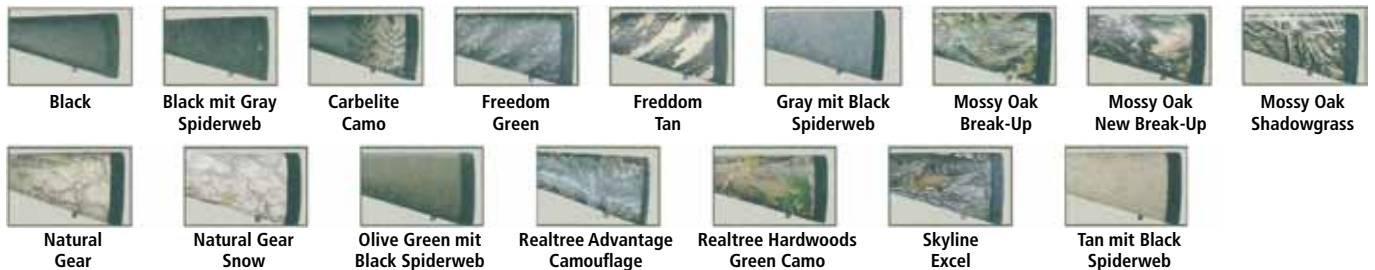 Black
Black mit Gray
Spiderweb
Carbelite
Camo
Freedom
Green
Freddom
Tan
Gray mit Black
Spiderweb
Mossy Oak
Break-Up
Mossy Oak
New Break-Up
Mossy Oak
Shadowgrass
Natural
Gear
Natural Gear
Snow
Olive Green mit
Black Spiderweb
Realtree Advantage
Camouflage
Realtree Hardwoods
Green Camo
Skyline
Excel
Tan mit Black
Spiderweb